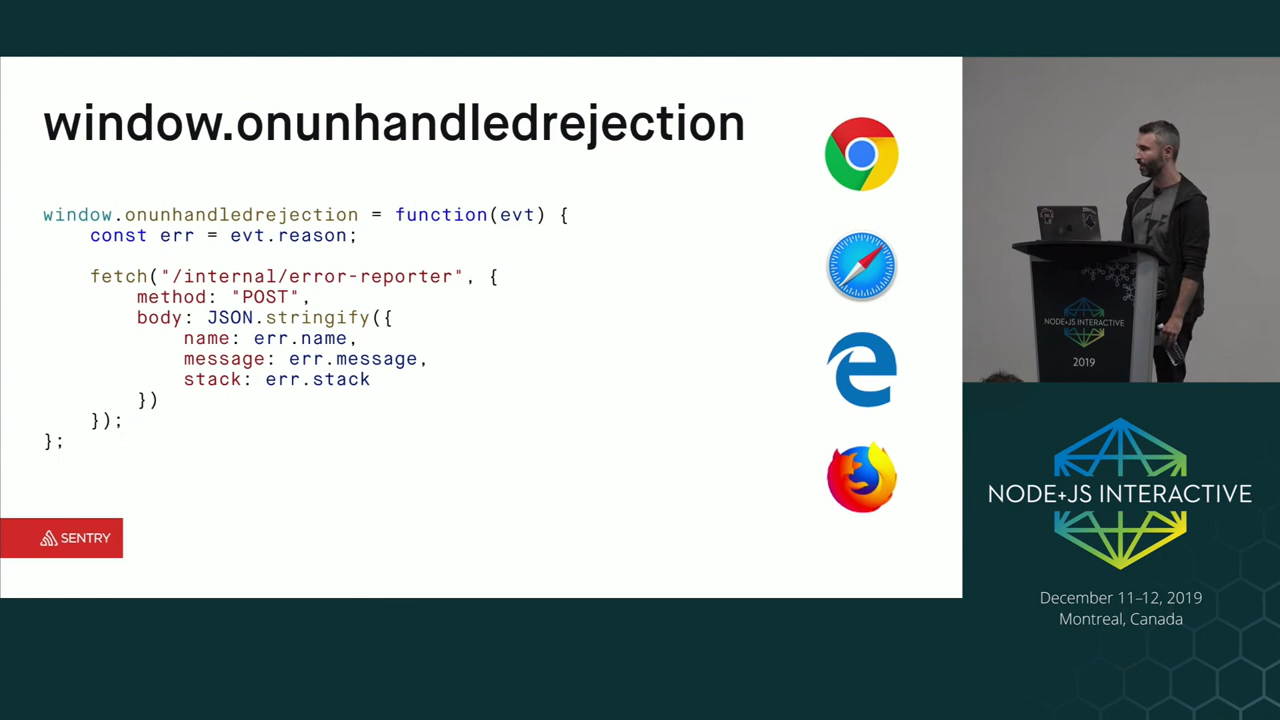 window.onunhandledrejection
window.onunhandledrejection = function(evt) {
    const err = evt.reason;
    fetch("/internal/error-reporter", {
        method: "POST",
        body: JSON.stringify({
            name: err.name,
            message: err.message,
            stack: err.stack
        })
    });
};
SENTRY
NODE+JS INTERACTIVE
2019
NODE+JS INTERACTIVE
December 11–12, 2019
Montreal, Canada